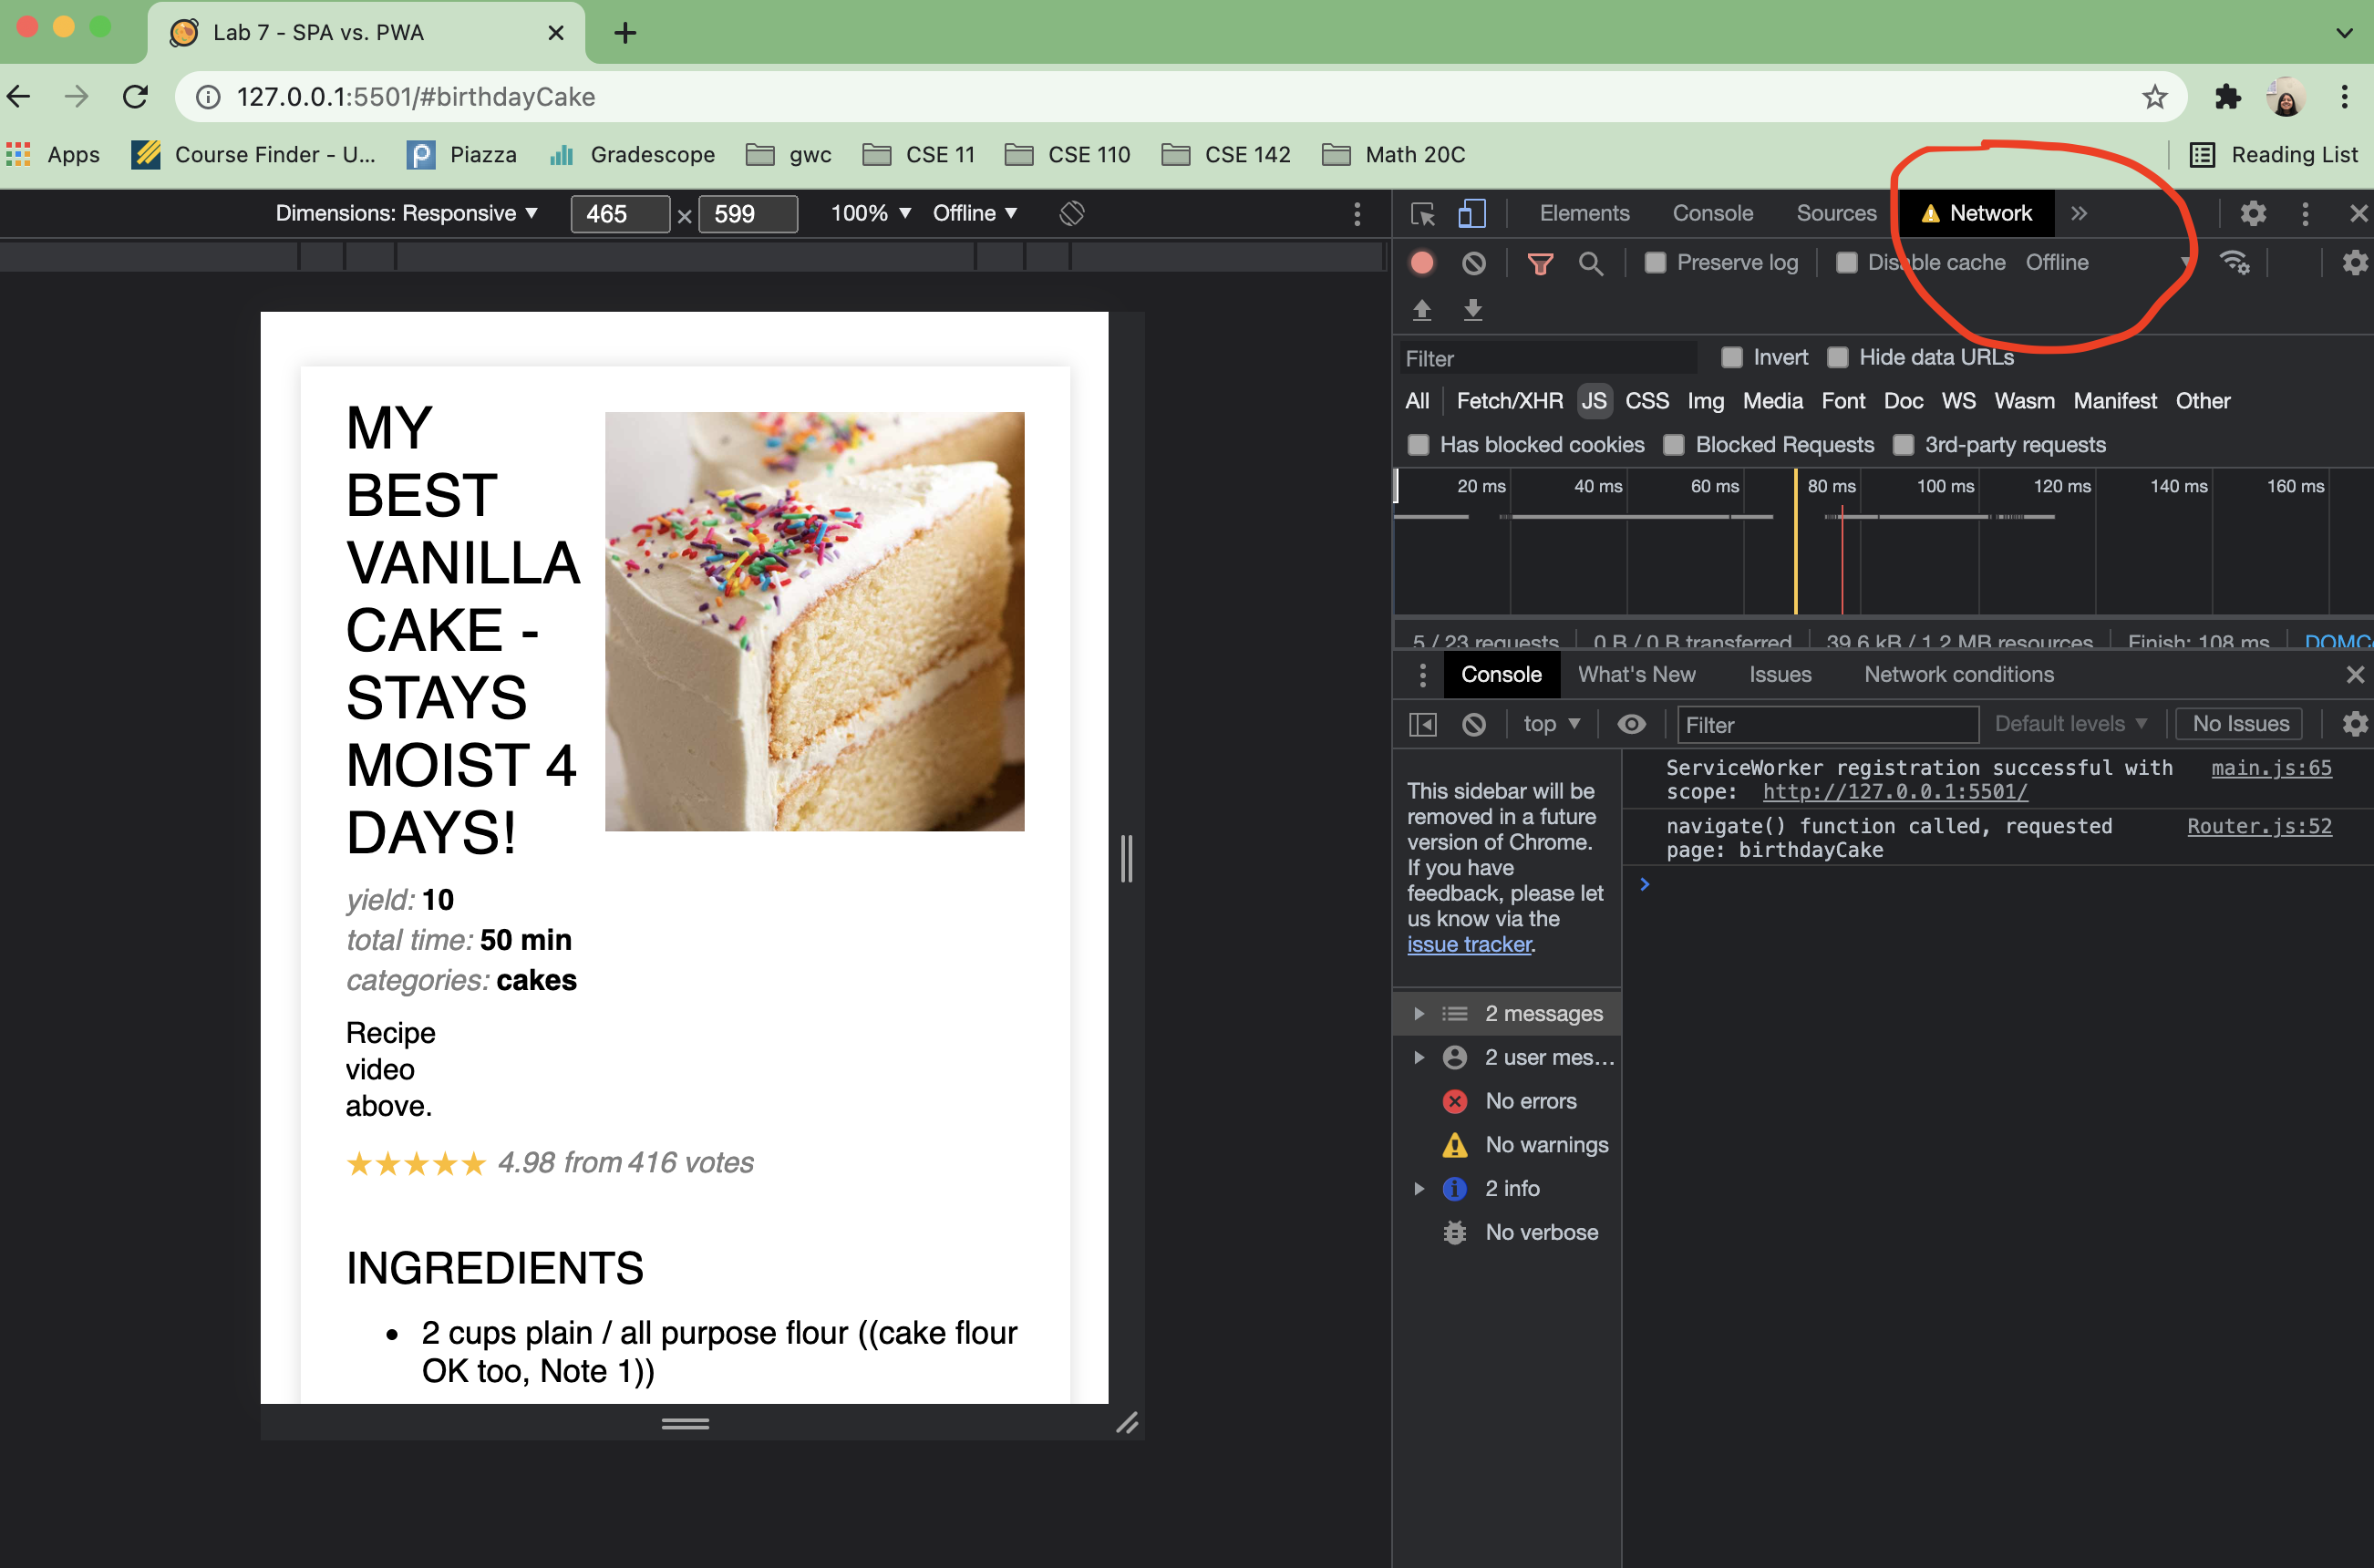 Lab 7 - SPA vs. PWA
127.0.0.1:5501/#birthdayCake
Apps Course Finder - U... Piazza Gradescope gwc CSE 11 CSE 110 CSE 142 Math 20C Reading List
Dimensions: Responsive 465 × 599 100% Offline
Elements Console Sources Network
Preserve log Disable cache Offline
Filter Invert Hide data URLs
All Fetch/XHR JS CSS Img Media Font Doc WS Wasm Manifest Other
Has blocked cookies Blocked Requests 3rd-party requests
20 ms 40 ms 60 ms 80 ms 100 ms 120 ms 140 ms 160 ms
5 / 23 requests 0 B / 0 B transferred 39.6 kB / 1.2 MB resources Finish: 108 ms DOMC
Console What's New Issues Network conditions
top Filter Default levels No Issues
This sidebar will be
removed in a future
version of Chrome.
If you have
feedback, please let
us know via the
issue tracker.
2 messages
2 user mes...
No errors
No warnings
2 info
No verbose
ServiceWorker registration successful with main.js:65
scope: http://127.0.0.1:5501/
navigate() function called, requested Router.js:52
page: birthdayCake
MY
BEST
VANILLA
CAKE -
STAYS
MOIST 4
DAYS!
yield: 10
total time: 50 min
categories: cakes
Recipe
video
above.
4.98 from 416 votes
INGREDIENTS
2 cups plain / all purpose flour ((cake flour
OK too, Note 1))